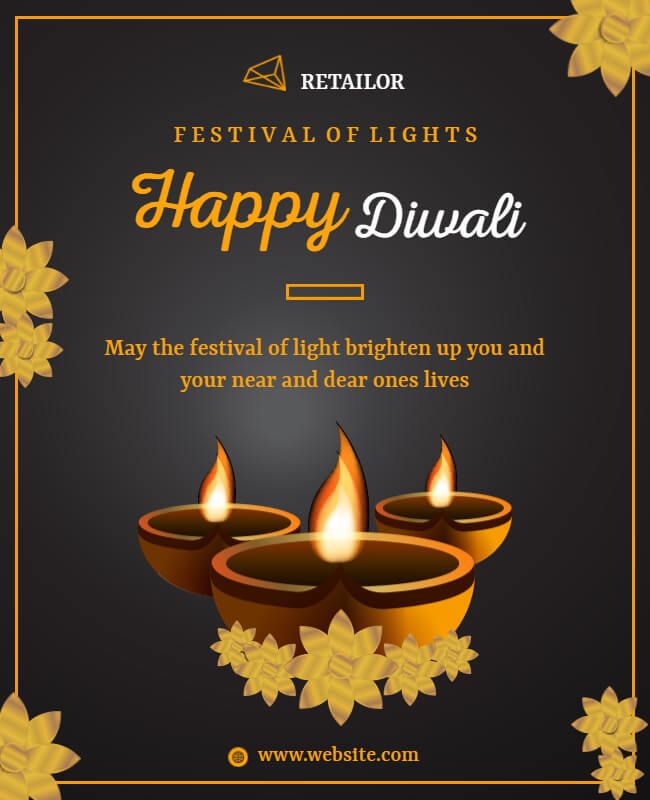 RETAILOR
FESTIVAL OF LIGHTS
Happy Diwali
May the festival of light brighten up you and
your near and dear ones lives
www.website.com